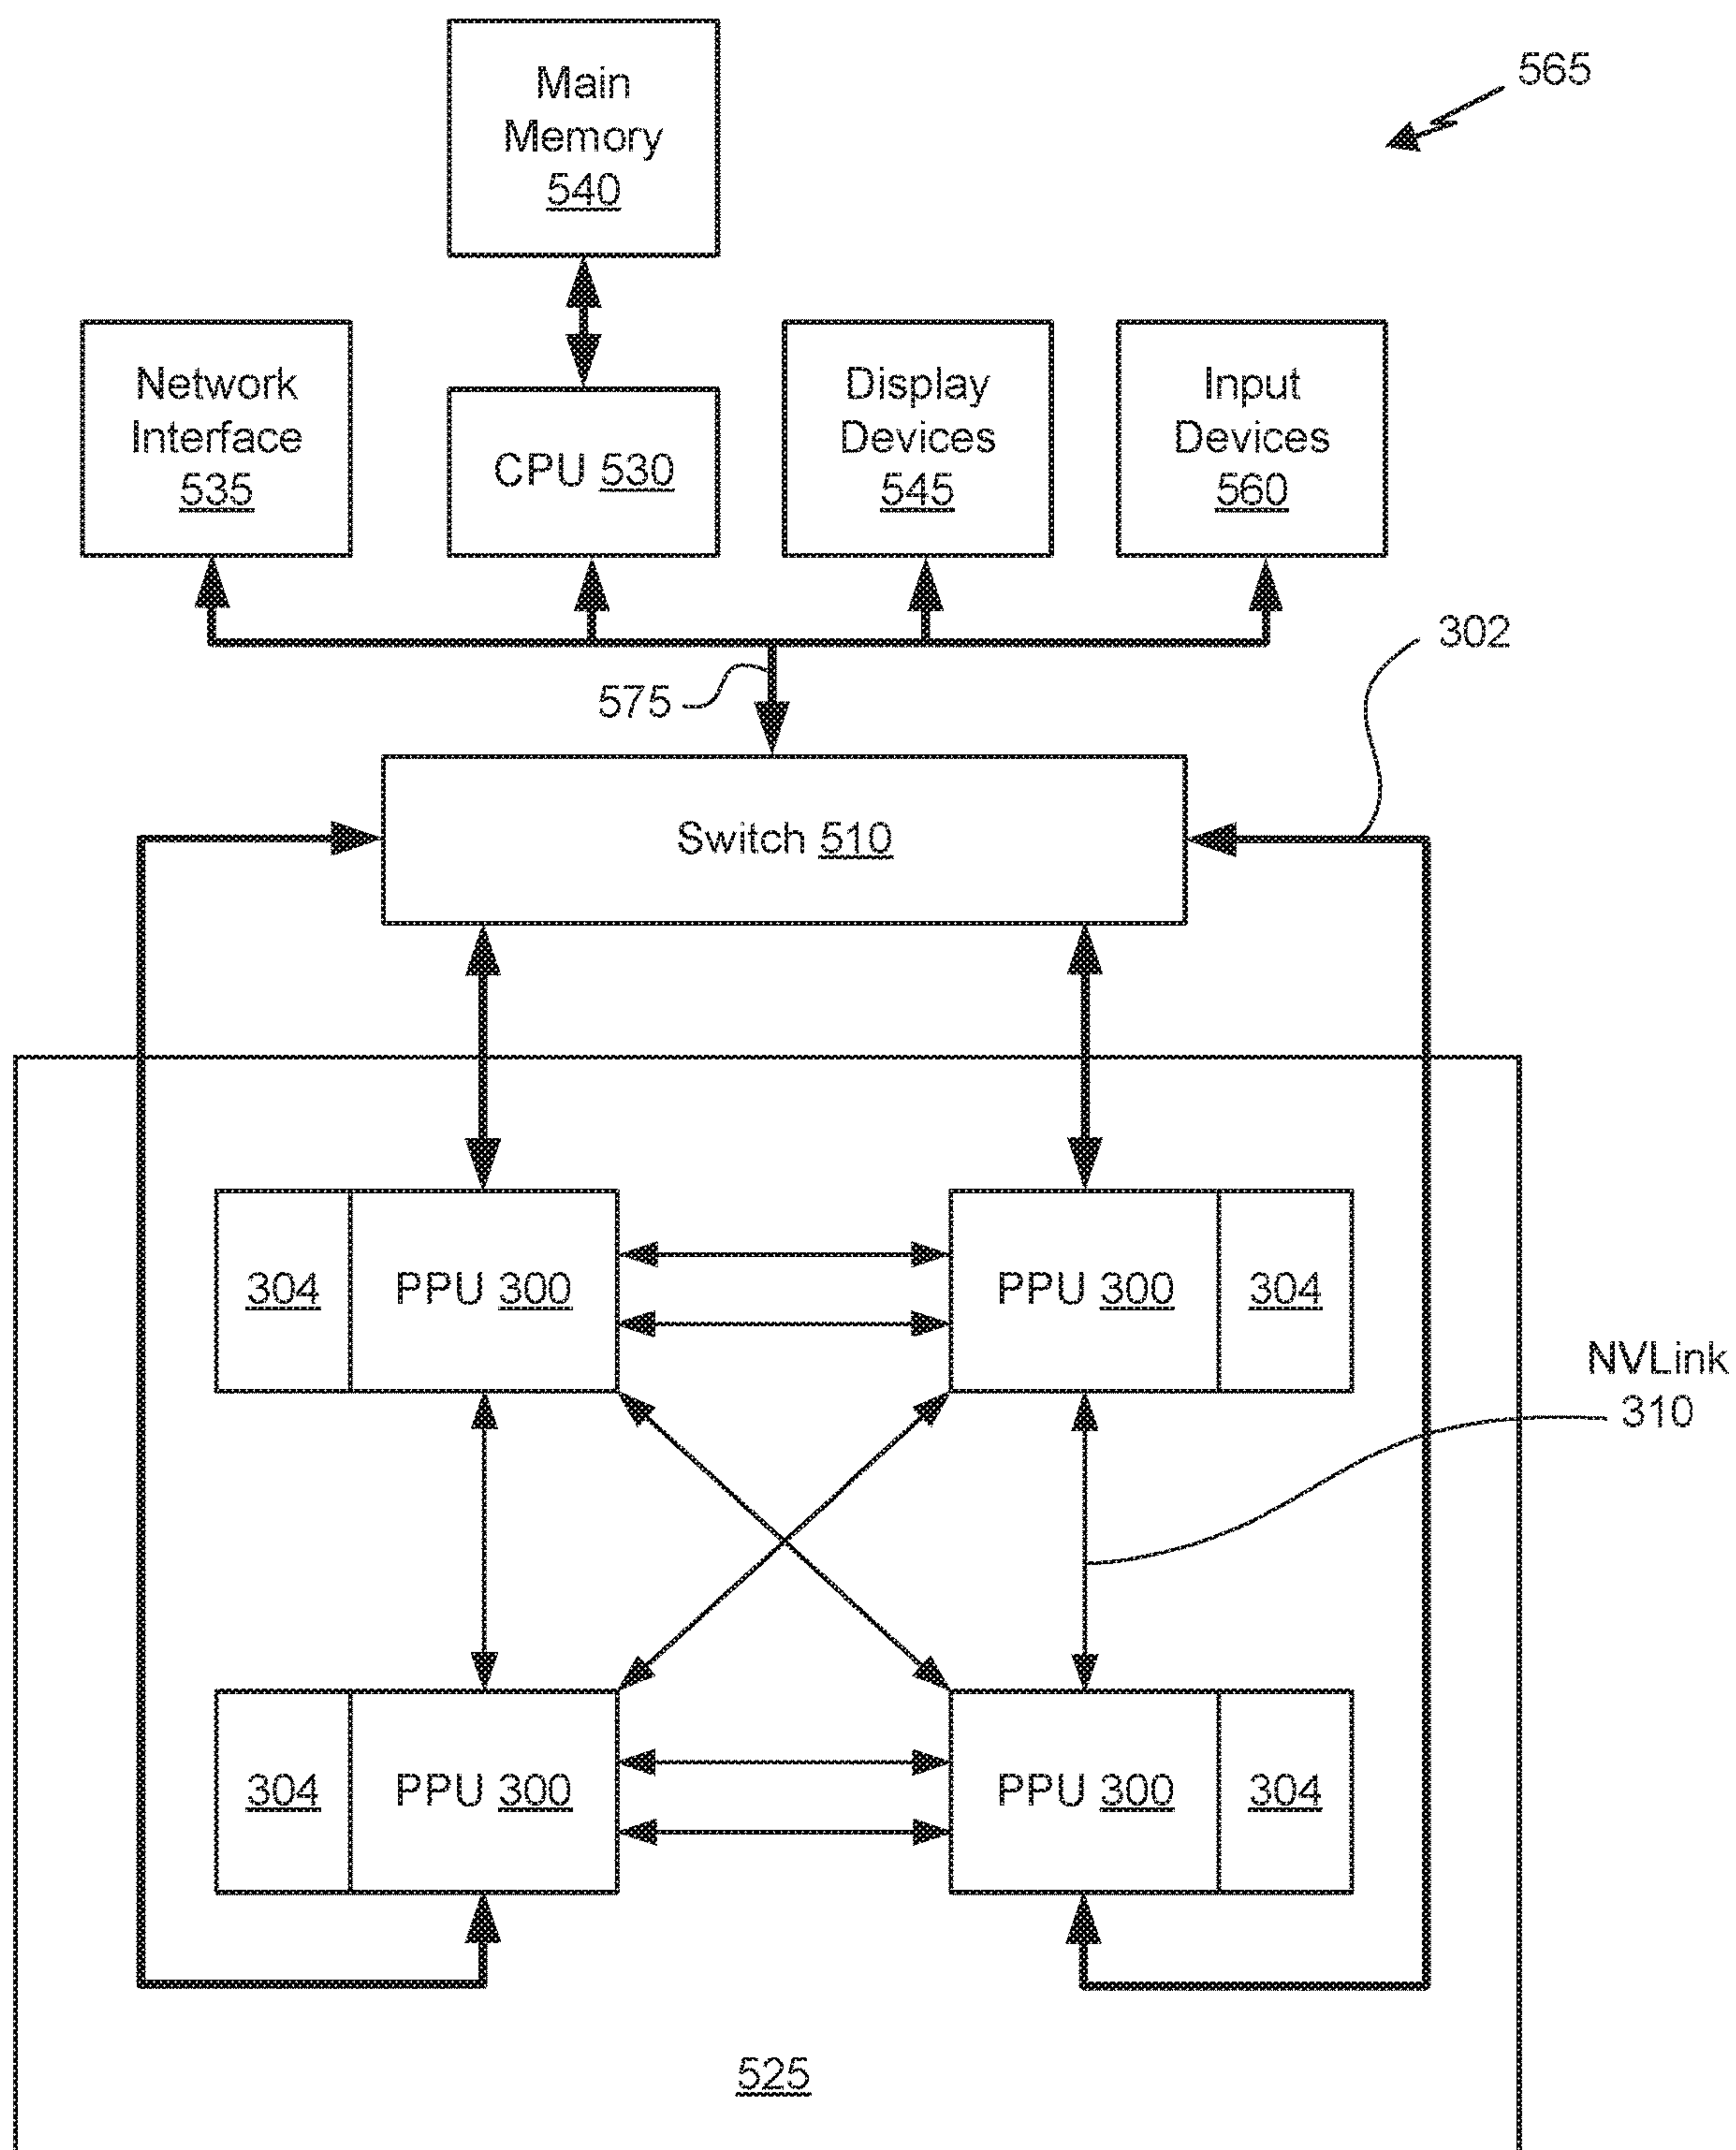 565
Main
Memory
540
Network
Interface
535
CPU 530
Display
Devices
545
Input
Devices
560
302
575
Switch 510
304
PPU 300
PPU 300
304
NVLink
310
304
PPU 300
PPU 300
304
525